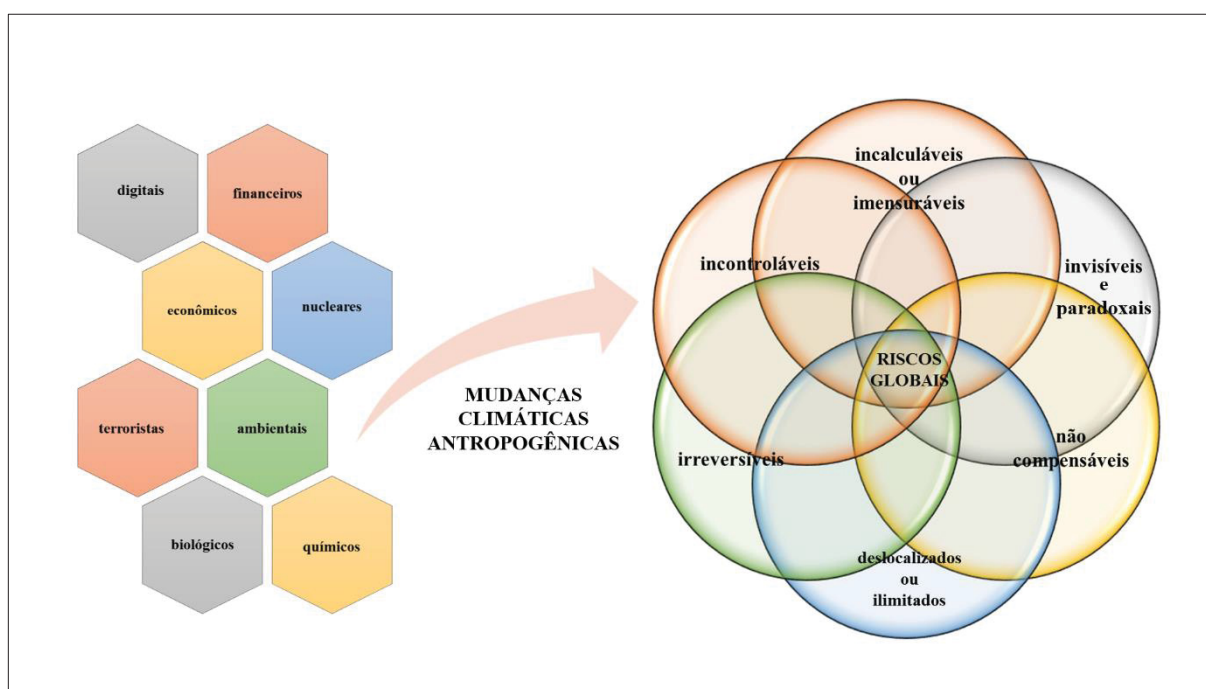 digitais
financeiros
econômicos
nucleares
terroristas
ambientais
biológicos
químicos
MUDANÇAS
CLIMÁTICAS
ANTROPOGÊNICAS
incalculáveis
ou
imensuráveis
incontroláveis
invisíveis
e
paradoxais
RISCOS
GLOBAIS
irreversíveis
não
compensáveis
deslocalizados
ou
ilimitados